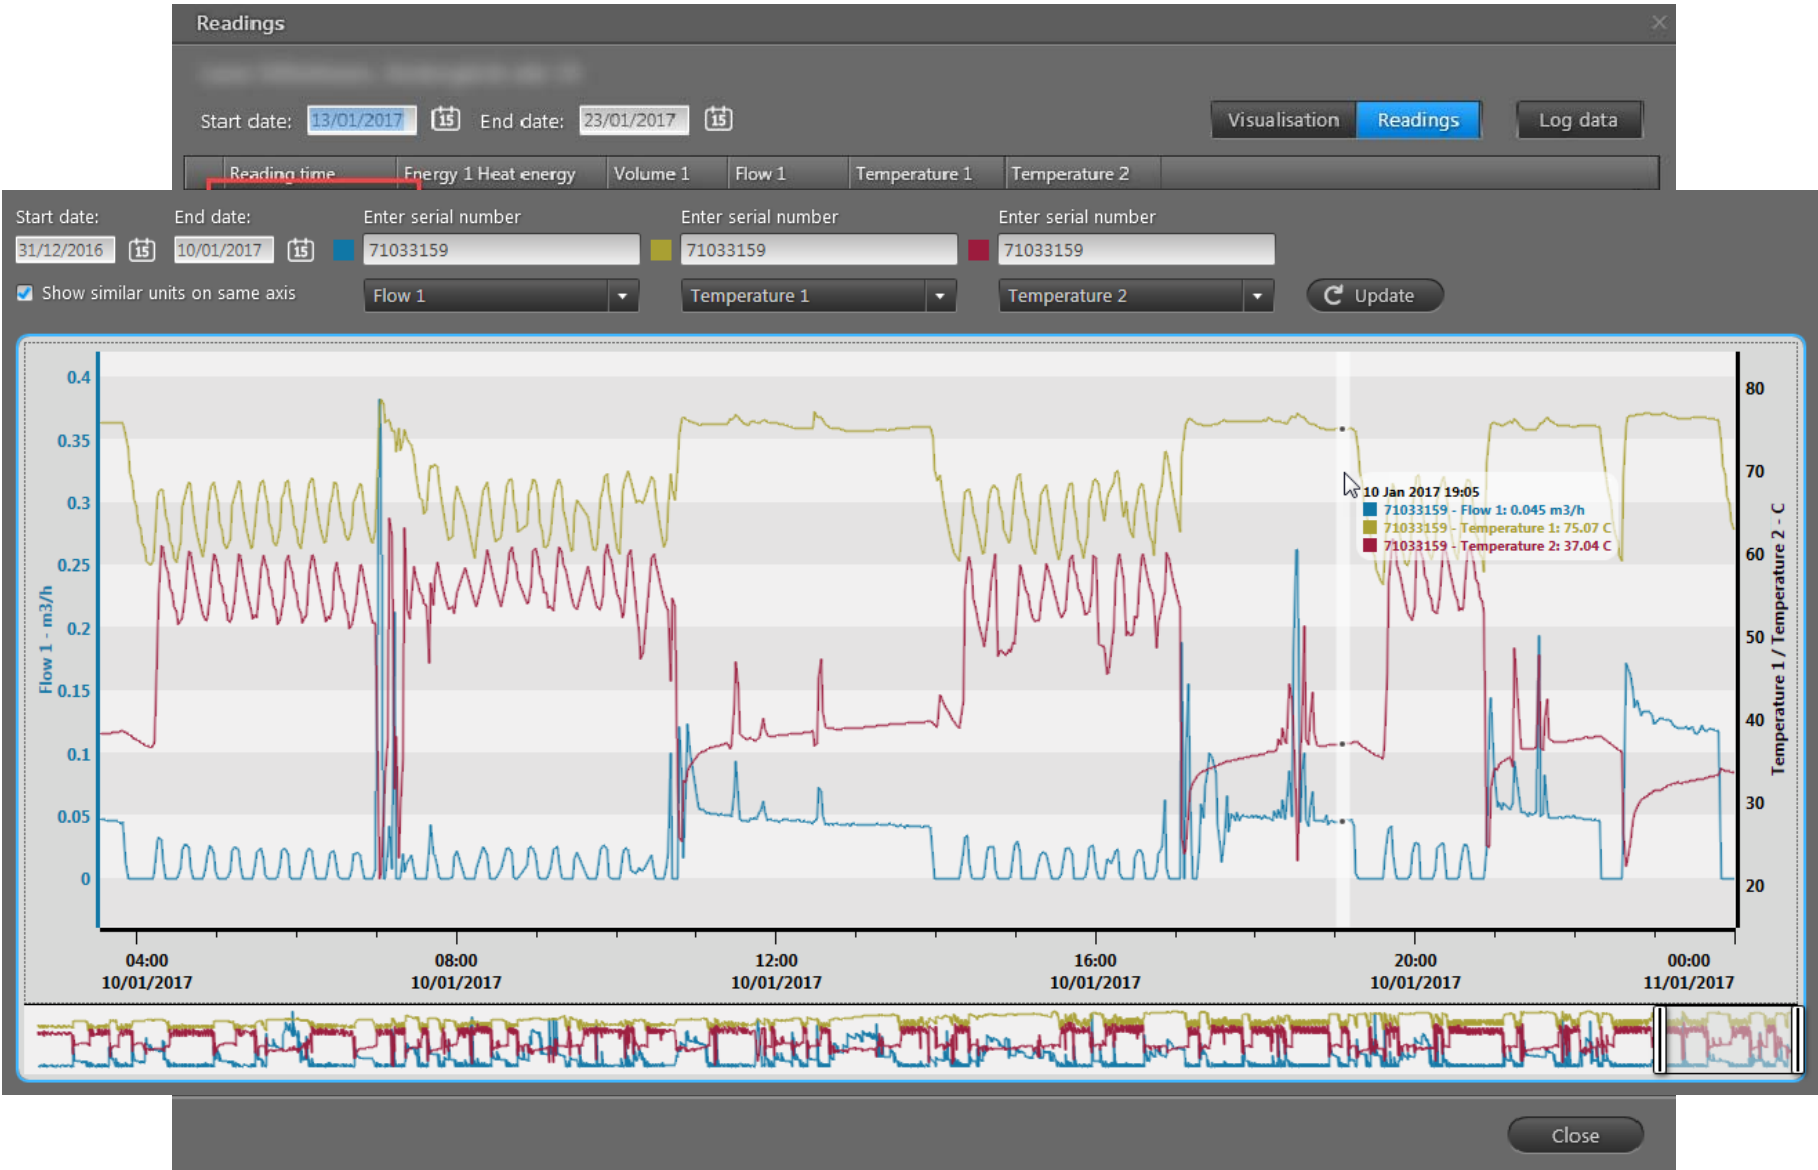 Readings
Start date: 13/01/2017 15 End date: 23/01/2017 15 Visualisation Readings Log data
Reading time Energy 1 Heat energy Volume 1 Flow 1 Temperature 1 Temperature 2
Start date: End date: Enter serial number Enter serial number Enter serial number
31/12/2016 15 10/01/2017 15 71033159 71033159 71033159
Show similar units on same axis Flow 1 Temperature 1 Temperature 2 Update
0.4
0.35
0.3
0.25
0.2
0.15
0.1
0.05
0
Flow 1 - m3/h
10 Jan 2017 19:05
71033159 - Flow 1: 0.045 m3/h
71033159 - Temperature 1: 75.07 C
71033159 - Temperature 2: 37.04 C
80
70
60
50
40
30
20
Temperature 1 / Temperature 2 - C
04:00 08:00 12:00 16:00 20:00 00:00
10/01/2017 10/01/2017 10/01/2017 10/01/2017 10/01/2017 11/01/2017
Close